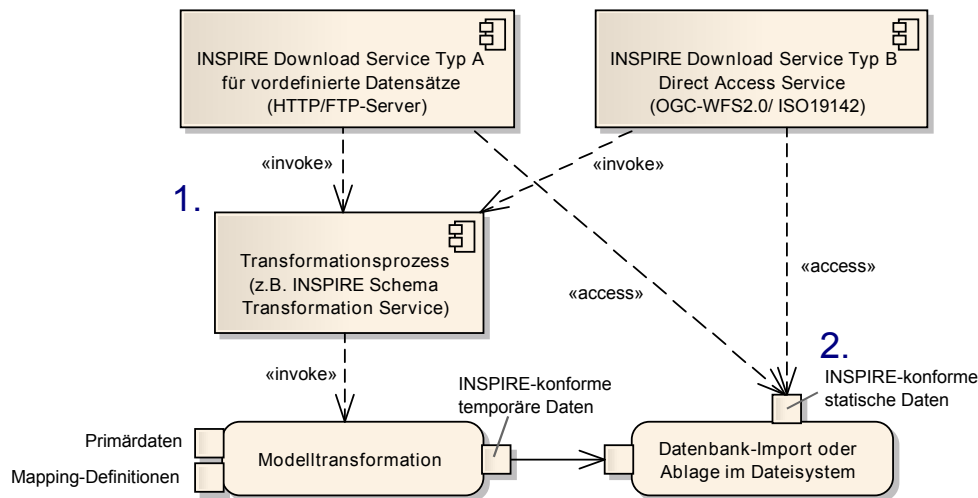 INSPIRE Download Service Typ A
für vordefinierte Datensätze
(HTTP/FTP-Server)
INSPIRE Download Service Typ B
Direct Access Service
(OGC-WFS2.0/ ISO19142)
«invoke»
«invoke»
1.
Transformationsprozess
(z.B. INSPIRE Schema
Transformation Service)
«access»
«access»
2.
«invoke»
INSPIRE-konforme
temporäre Daten
INSPIRE-konforme
statische Daten
Primärdaten
Mapping-Definitionen
Modelltransformation
Datenbank-Import oder
Ablage im Dateisystem